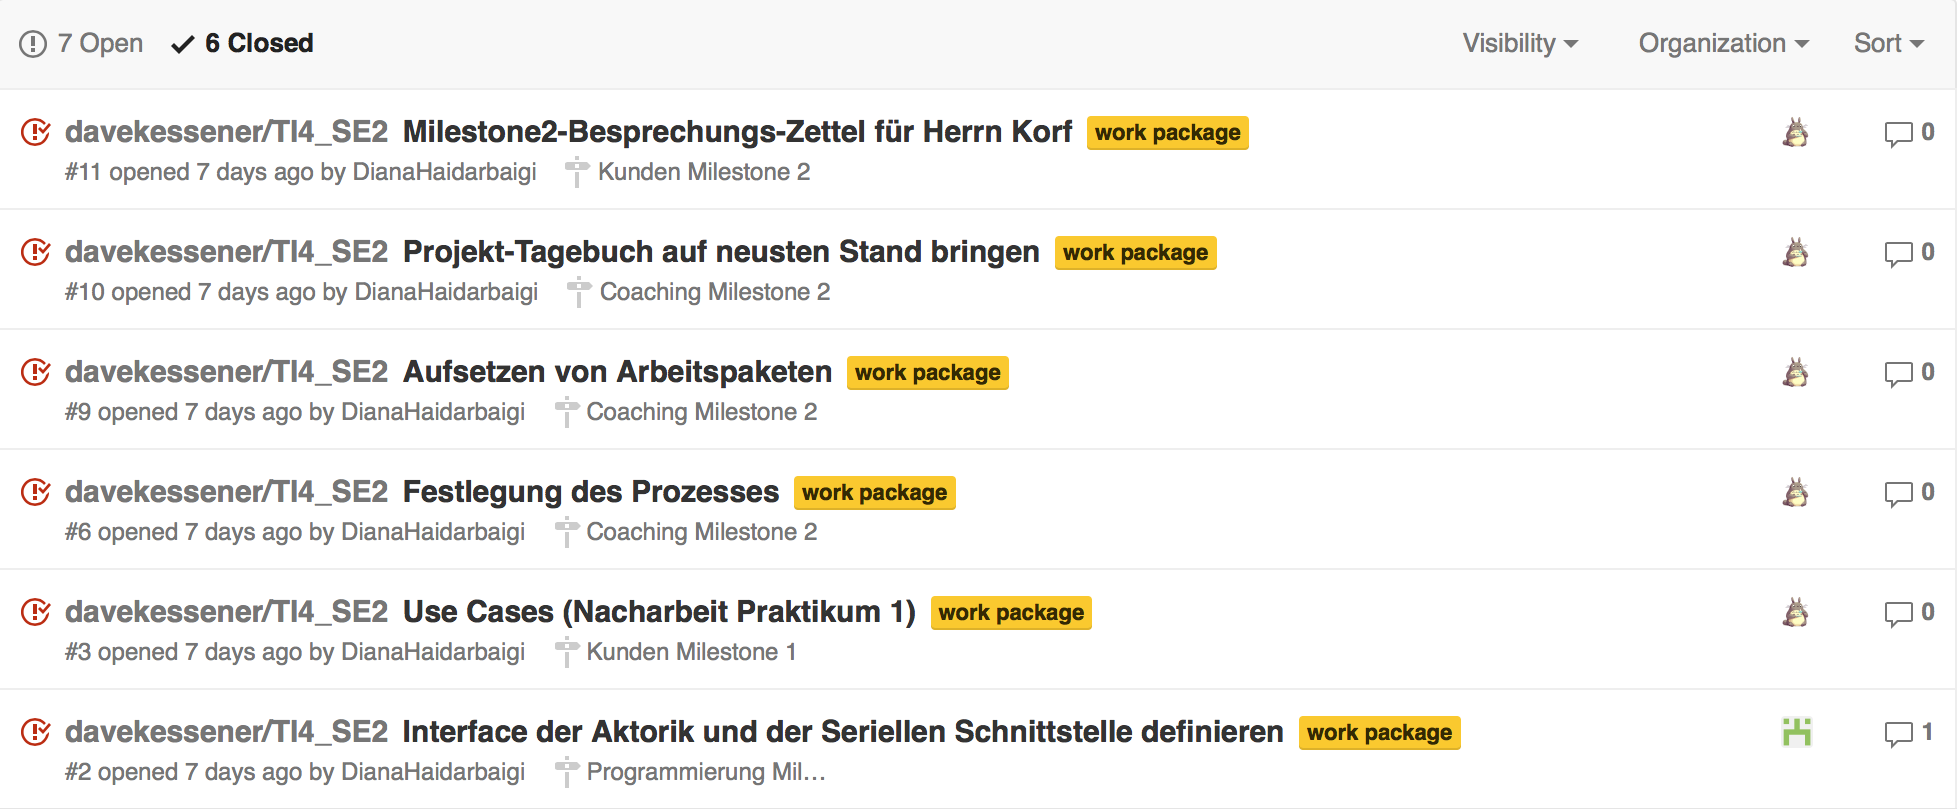 7 Open 6 Closed Visibility Organization Sort
davekessener/TI4_SE2 Milestone2-Besprechungs-Zettel für Herrn Korf work package 0
#11 opened 7 days ago by DianaHaidarbaigi Kunden Milestone 2
davekessener/TI4_SE2 Projekt-Tagebuch auf neusten Stand bringen work package 0
#10 opened 7 days ago by DianaHaidarbaigi Coaching Milestone 2
davekessener/TI4_SE2 Aufsetzen von Arbeitspaketen work package 0
#9 opened 7 days ago by DianaHaidarbaigi Coaching Milestone 2
davekessener/TI4_SE2 Festlegung des Prozesses work package 0
#6 opened 7 days ago by DianaHaidarbaigi Coaching Milestone 2
davekessener/TI4_SE2 Use Cases (Nacharbeit Praktikum 1) work package 0
#3 opened 7 days ago by DianaHaidarbaigi Kunden Milestone 1
davekessener/TI4_SE2 Interface der Aktorik und der Seriellen Schnittstelle definieren work package 1
#2 opened 7 days ago by DianaHaidarbaigi Programmierung Mil…